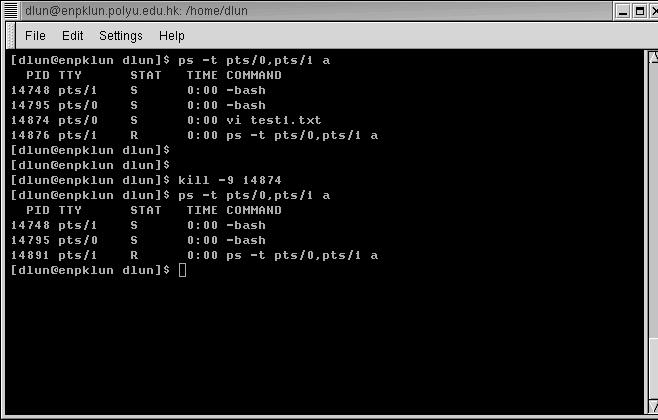 dlun@enpklun.polyu.edu.hk: /home/dlun
File Edit Settings Help
[dlun@enpklun dlun]$ ps -t pts/0,pts/1 a
PID TTY STAT TIME COMMAND
14748 pts/1 S 0:00 -bash
14795 pts/0 S 0:00 -bash
14874 pts/0 S 0:00 vi test1.txt
14876 pts/1 R 0:00 ps -t pts/0,pts/1 a
[dlun@enpklun dlun]$
[dlun@enpklun dlun]$
[dlun@enpklun dlun]$ kill -9 14874
[dlun@enpklun dlun]$ ps -t pts/0,pts/1 a
PID TTY STAT TIME COMMAND
14748 pts/1 S 0:00 -bash
14795 pts/0 S 0:00 -bash
14891 pts/1 R 0:00 ps -t pts/0,pts/1 a
[dlun@enpklun dlun]$